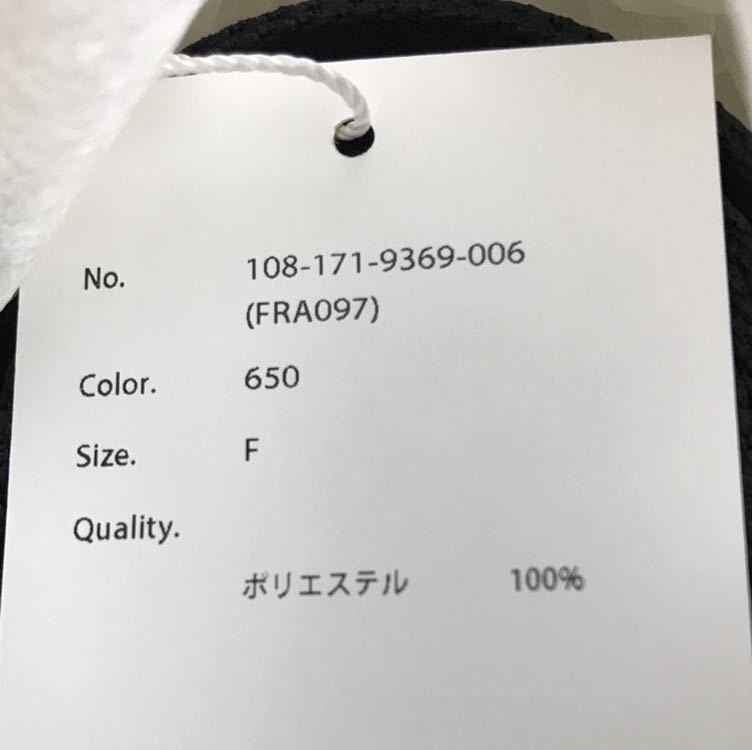 No. 108-171-9369-006
(FRA097)
Color. 650
Size. F
Quality.
ポリエステル 100%